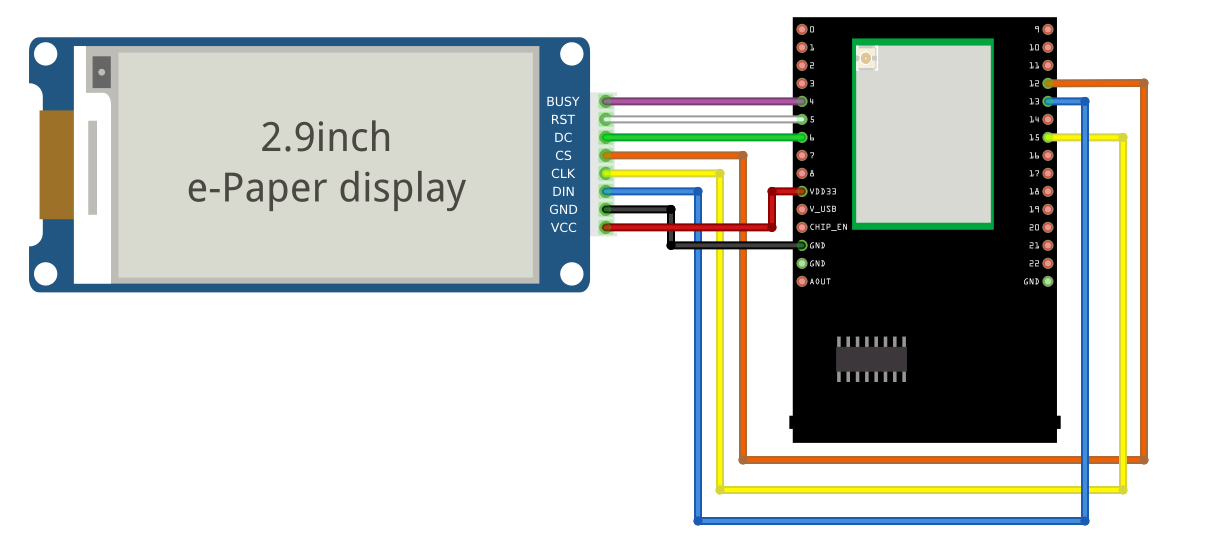 2.9inch
e-Paper display
BUSY
RST
DC
CS
CLK
DIN
GND
VCC
0
1
2
3
4
5
6
7
8
VDD33
V_USB
CHIP_EN
GND
GND
AOUT
9
10
11
12
13
14
15
16
17
18
19
20
21
22
GND